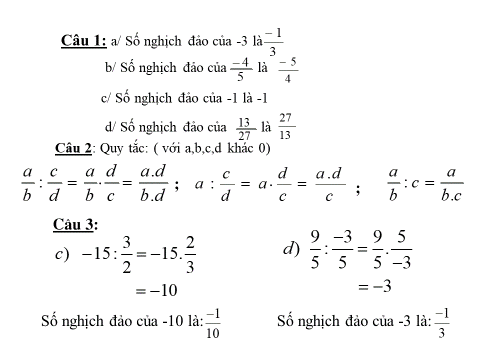 Câu 1: a/ Số nghịch đảo của -3 là -1/3
b/ Số nghịch đảo của -4/5 là -5/4
c/ Số nghịch đảo của -1 là -1
d/ Số nghịch đảo của 13/27 là 27/13
Câu 2: Quy tắc: ( với a,b,c,d khác 0)
a/b : c/d = a/b . d/c = a.d/b.d ; a : c/d = a . d/c = a.d/c ; a/b : c = a/b.c
Câu 3:
c) -15 : 3/2 = -15 . 2/3
= -10
Số nghịch đảo của -10 là: -1/10
d) 9/5 : -3/5 = 9/5 . 5/-3
= -3
Số nghịch đảo của -3 là: -1/3